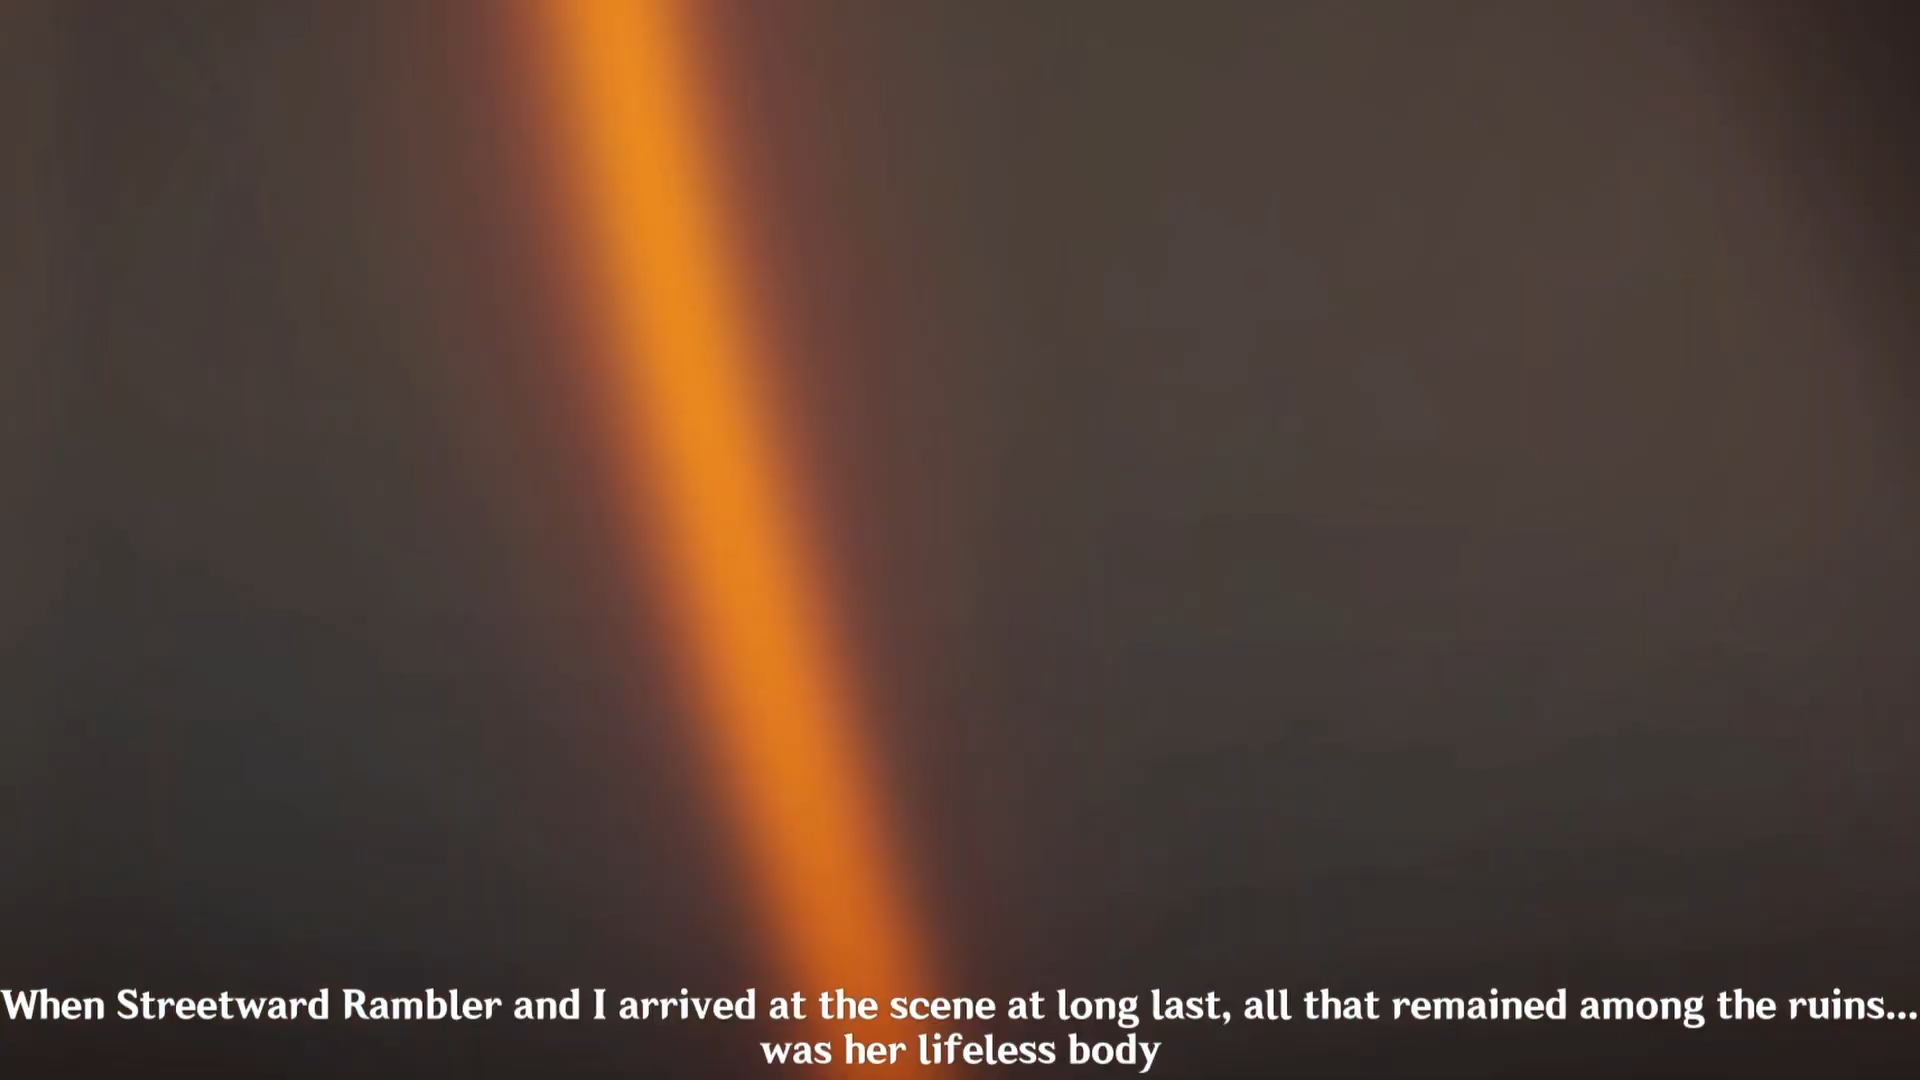 When Streetward Rambler and I arrived at the scene at long last, all that remained among the ruins...
was her lifeless body